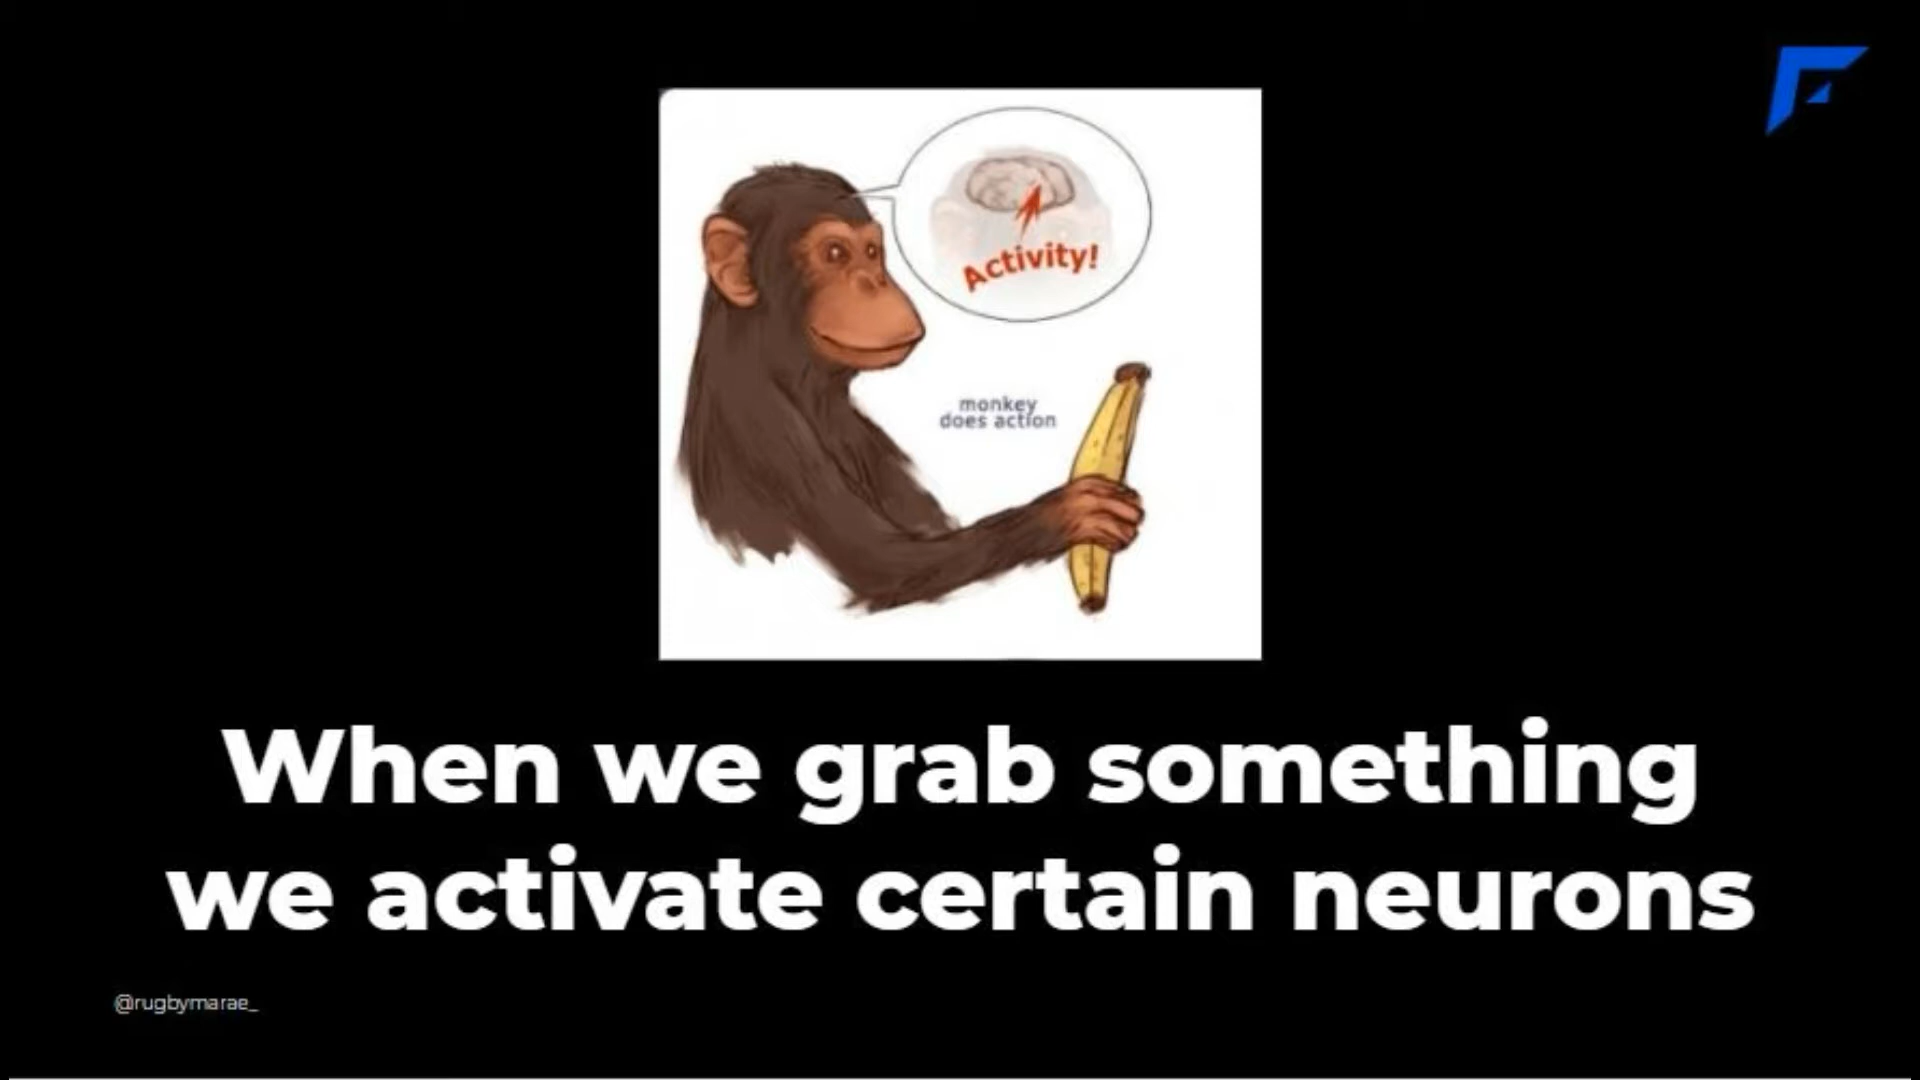 Activity!
monkey
does action
When we grab something
we activate certain neurons
@rugbymarae_